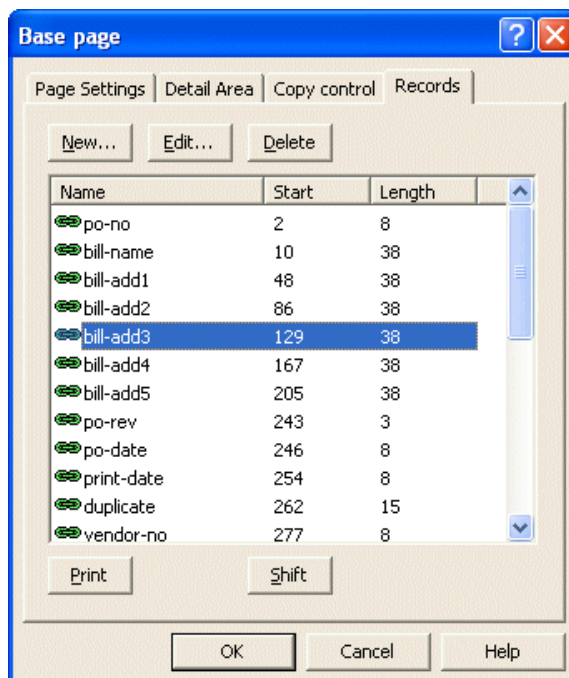 Base page
Page Settings Detail Area Copy control Records
New... Edit... Delete
Name Start Length
po-no 2 8
bill-name 10 38
bill-add1 48 38
bill-add2 86 38
bill-add3 129 38
bill-add4 167 38
bill-add5 205 38
po-rev 243 3
po-date 246 8
print-date 254 8
duplicate 262 15
vendor-no 277 8
Print Shift
OK Cancel Help